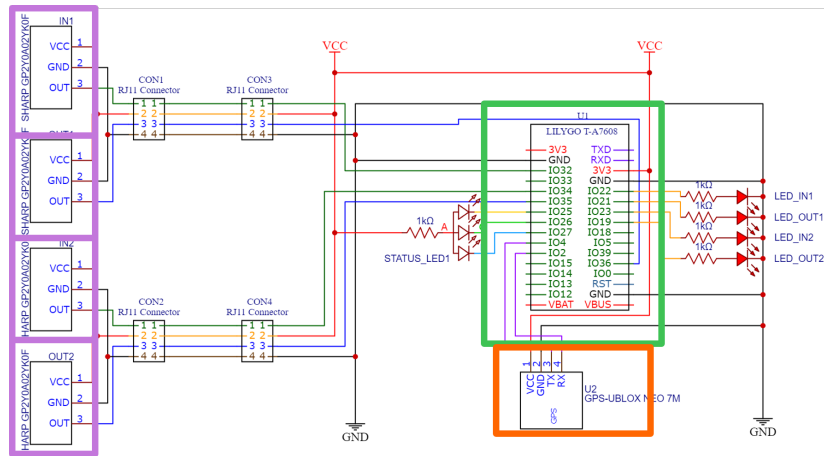 IN1
VCC 1
GND 2
OUT 3
SHARP GP2Y0A02YK0F
VCC 1
GND 2
OUT 3
SHARP GP2Y0A02YK0F
IN2
VCC 1
GND 2
OUT 3
HARP GP2Y0A02YK0F
OUT2
VCC 1
GND 2
OUT 3
HARP GP2Y0A02YK0F
CON1
RJ11 Connector
1 1
2 2
3 3
4 4
CON3
RJ11 Connector
1 1
2 2
3 3
4 4
CON2
RJ11 Connector
1 1
2 2
3 3
4 4
CON4
RJ11 Connector
1 1
2 2
3 3
4 4
VCC
VCC
GND
GND
1kΩ
A
STATUS_LED1
U1
LILYGO T-A7608
3V3 TXD
GND RXD
IO32 3V3
IO33 GND
IO34 IO22
IO35 IO21
IO25 IO23
IO26 IO19
IO27 IO18
IO4 IO5
IO2 IO39
IO15 IO36
IO14 IO0
IO13 RST
IO12 GND
VBAT VBUS
1kΩ LED_IN1
1kΩ LED_OUT1
1kΩ LED_IN2
1kΩ LED_OUT2
1 2 3 4
VCC GND TX RX
GPS
U2
GPS-UBLOX NEO 7M